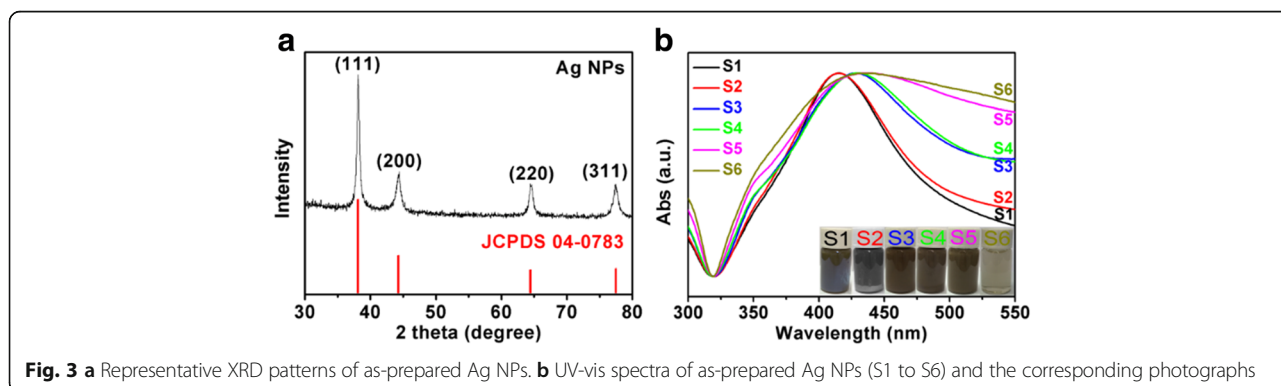 a
(111)
Ag NPs
(200)
(220)
(311)
Intensity
JCPDS 04-0783
30 40 50 60 70 80
2 theta (degree)
b
S1
S2
S3
S4
S5
S6
S6
S5
S4
S3
S2
S1
S1 S2 S3 S4 S5 S6
Abs (a.u.)
300 350 400 450 500 550
Wavelength (nm)
Fig. 3 a Representative XRD patterns of as-prepared Ag NPs. b UV-vis spectra of as-prepared Ag NPs (S1 to S6) and the corresponding photographs